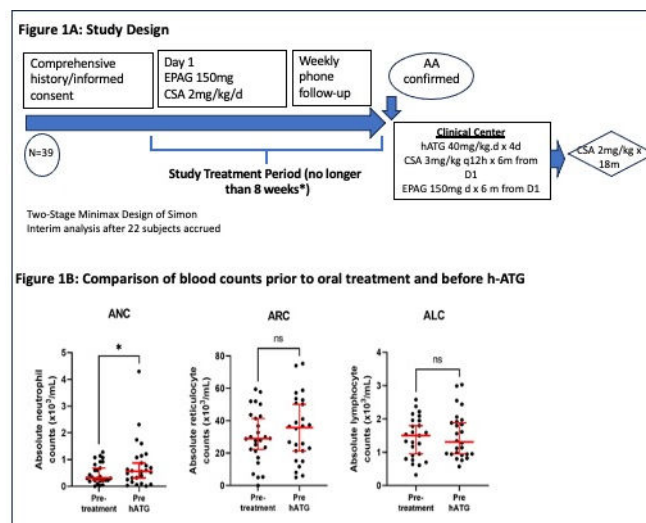 Figure 1A: Study Design
Comprehensive
history/informed
consent
Day 1
EPAG 150mg
CSA 2mg/kg/d
Weekly
phone
follow-up
AA
confirmed
N=39
Study Treatment Period (no longer
than 8 weeks*)
Clinical Center
hATG 40mg/kg.d x 4d
CSA 3mg/kg q12h x 6m from
D1
EPAG 150mg d x 6 m from D1
CSA 2mg/kg x
18m
Two-Stage Minimax Design of Simon
Interim analysis after 22 subjects accrued
Figure 1B: Comparison of blood counts prior to oral treatment and before h-ATG
ANC
*
Absolute neutrophil
counts (x10³/mL)
5
4
3
2
1
0
Pre-
treatment
Pre
hATG
ARC
ns
Absolute reticulocyte
counts (x10³/mL)
80
60
40
20
0
Pre-
treatment
Pre
hATG
ALC
ns
Absolute lymphocyte
counts (x10³/mL)
4
3
2
1
0
Pre-
treatment
Pre
hATG